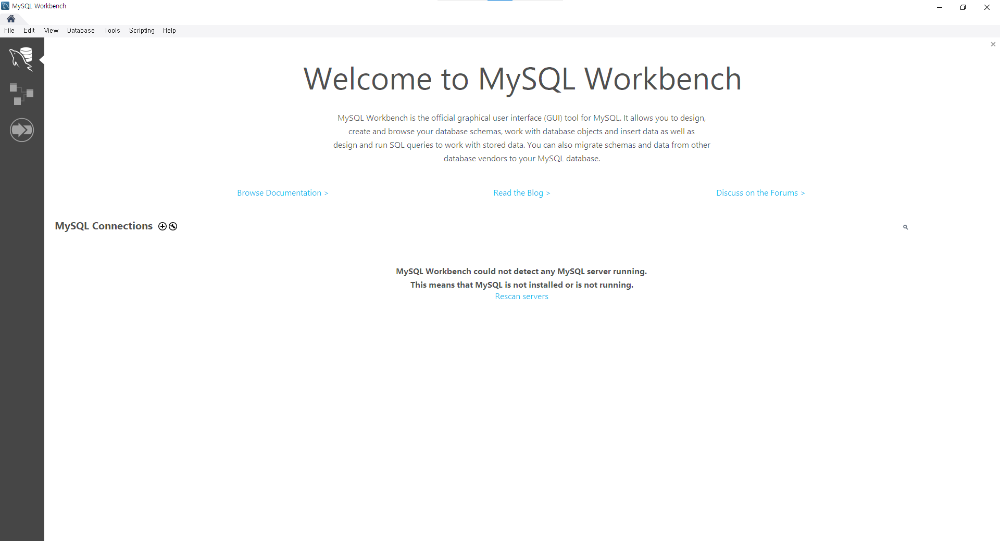 MySQL Workbench
File Edit View Database Tools Scripting Help
Welcome to MySQL Workbench
MySQL Workbench is the official graphical user interface (GUI) tool for MySQL. It allows you to design,
create and browse your database schemas, work with database objects and insert data as well as
design and run SQL queries to work with stored data. You can also migrate schemas and data from other
database vendors to your MySQL database.
Browse Documentation > Read the Blog > Discuss on the Forums >
MySQL Connections
MySQL Workbench could not detect any MySQL server running.
This means that MySQL is not installed or is not running.
Rescan servers